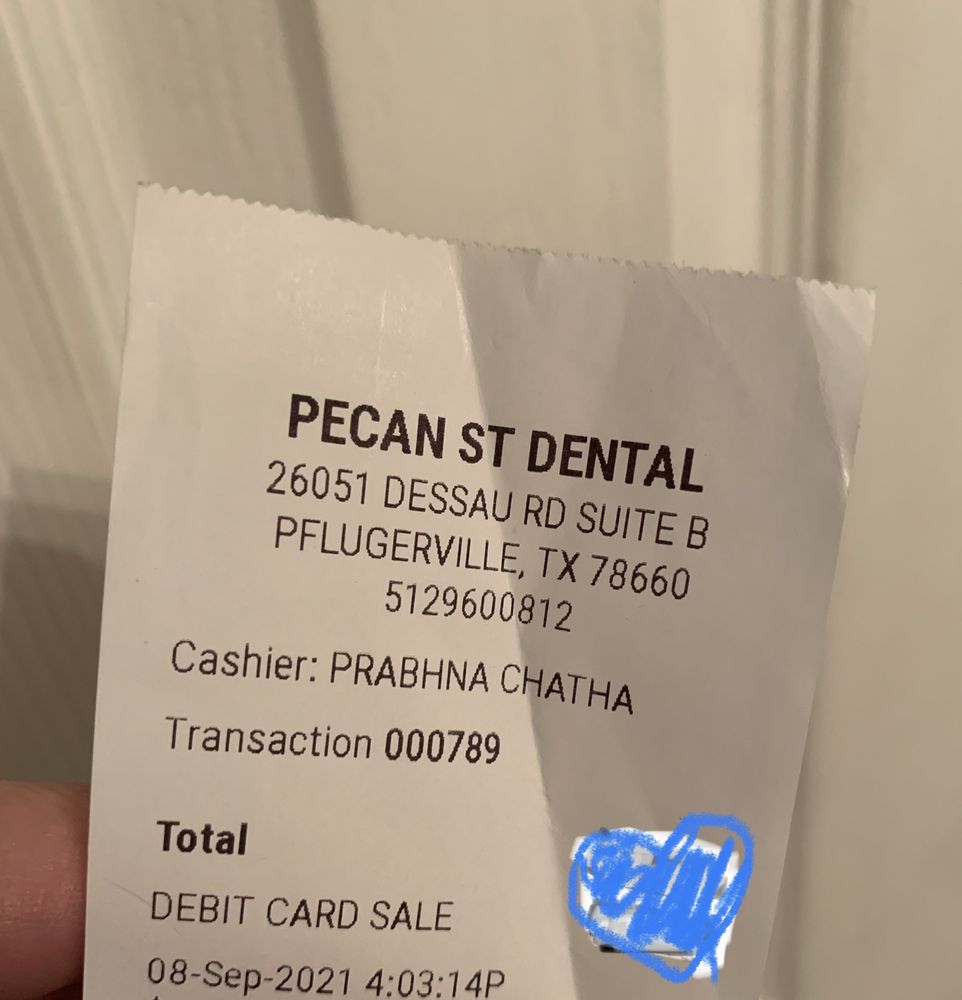 PECAN ST DENTAL
26051 DESSAU RD SUITE B
PFLUGERVILLE, TX 78660
5129600812
Cashier: PRABHNA CHATHA
Transaction 000789
Total
DEBIT CARD SALE
08-Sep-2021 4:03:14P